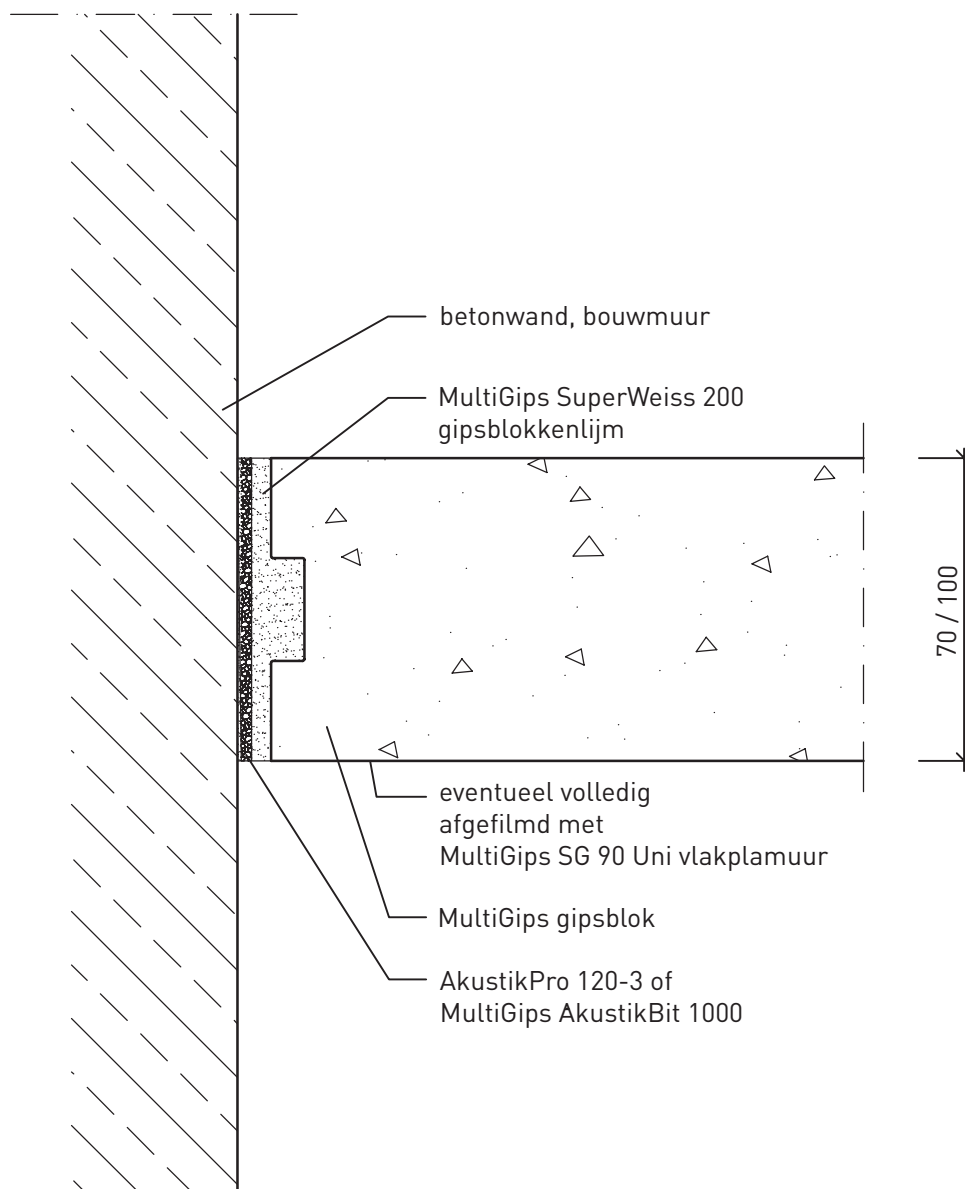 betonwand, bouwmuur
MultiGips SuperWeiss 200
gipsblokkenlijm
70 / 100
eventueel volledig
afgefilmd met
MultiGips SG 90 Uni vlakplamuur
MultiGips gipsblok
AkustikPro 120-3 of
MultiGips AkustikBit 1000